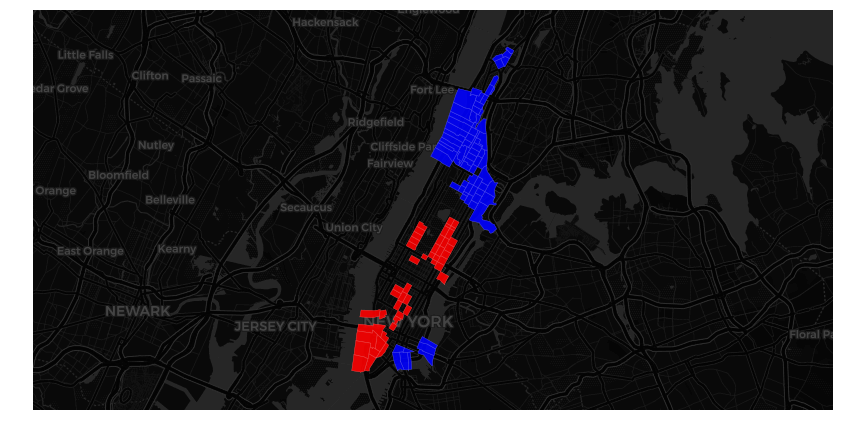 Englewood
Hackensack
Little Falls
Clifton
Passaic
dar Grove
Fort Lee
Ridgefield
Nutley
Cliffside Pa
Fairview
Bloomfield
Orange
Belleville
Secaucus
Union City
East Orange
Kearny
NEWARK
JERSEY CITY
NEW YORK
Floral Pa